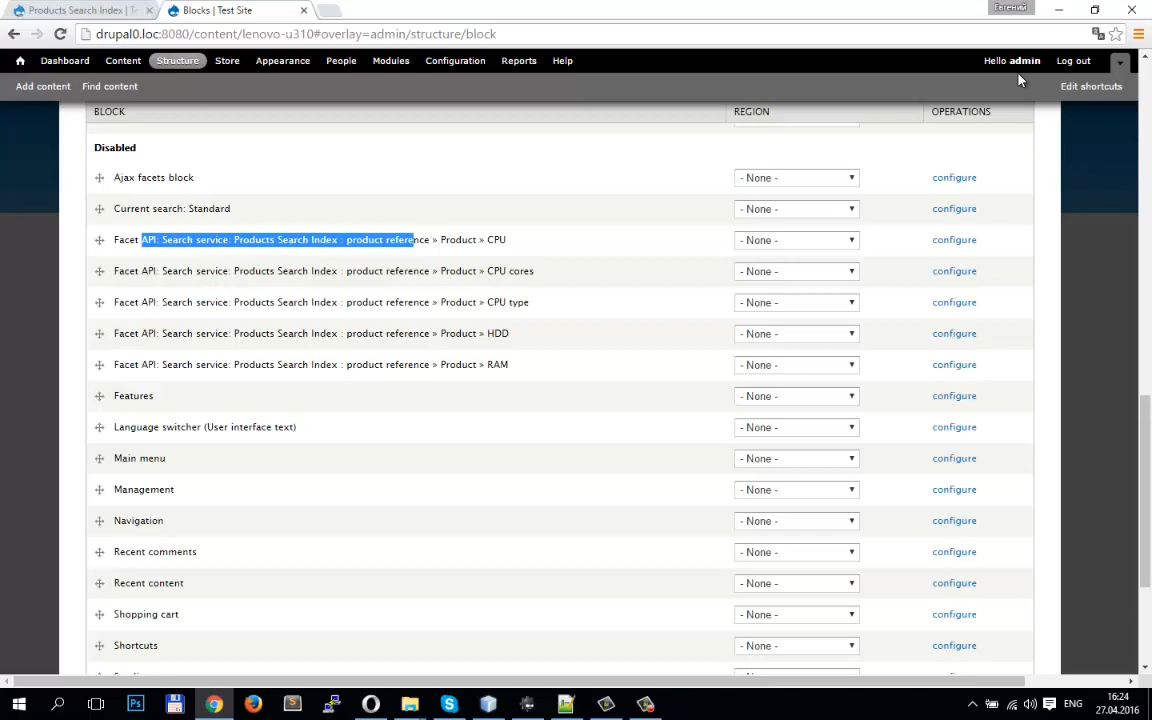 Products Search Index | Te
Blocks | Test Site
Евгений
drupal0.loc:8080/content/lenovo-u310#overlay=admin/structure/block
Dashboard Content Structure Store Appearance People Modules Configuration Reports Help Hello admin Log out
Add content Find content Edit shortcuts
BLOCK REGION OPERATIONS
Disabled
Ajax facets block - None - configure
Current search: Standard - None - configure
Facet API: Search service: Products Search Index : product reference » Product » CPU - None - configure
Facet API: Search service: Products Search Index : product reference » Product » CPU cores - None - configure
Facet API: Search service: Products Search Index : product reference » Product » CPU type - None - configure
Facet API: Search service: Products Search Index : product reference » Product » HDD - None - configure
Facet API: Search service: Products Search Index : product reference » Product » RAM - None - configure
Features - None - configure
Language switcher (User interface text) - None - configure
Main menu - None - configure
Management - None - configure
Navigation - None - configure
Recent comments - None - configure
Recent content - None - configure
Shopping cart - None - configure
Shortcuts - None - configure
Ps S ENG 16:24
27.04.2016